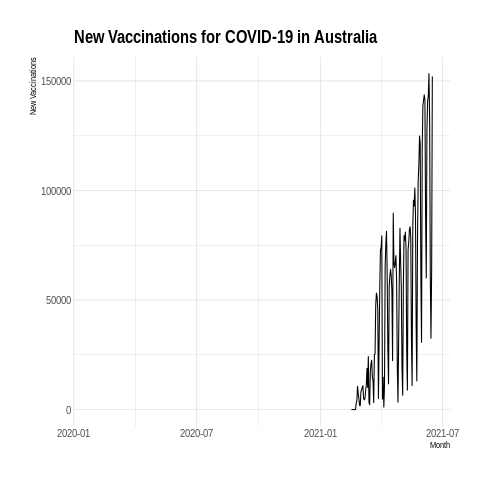 New Vaccinations for COVID-19 in Australia
New Vaccinations
150000
100000
50000
0
2020-01
2020-07
2021-01
2021-07
Month